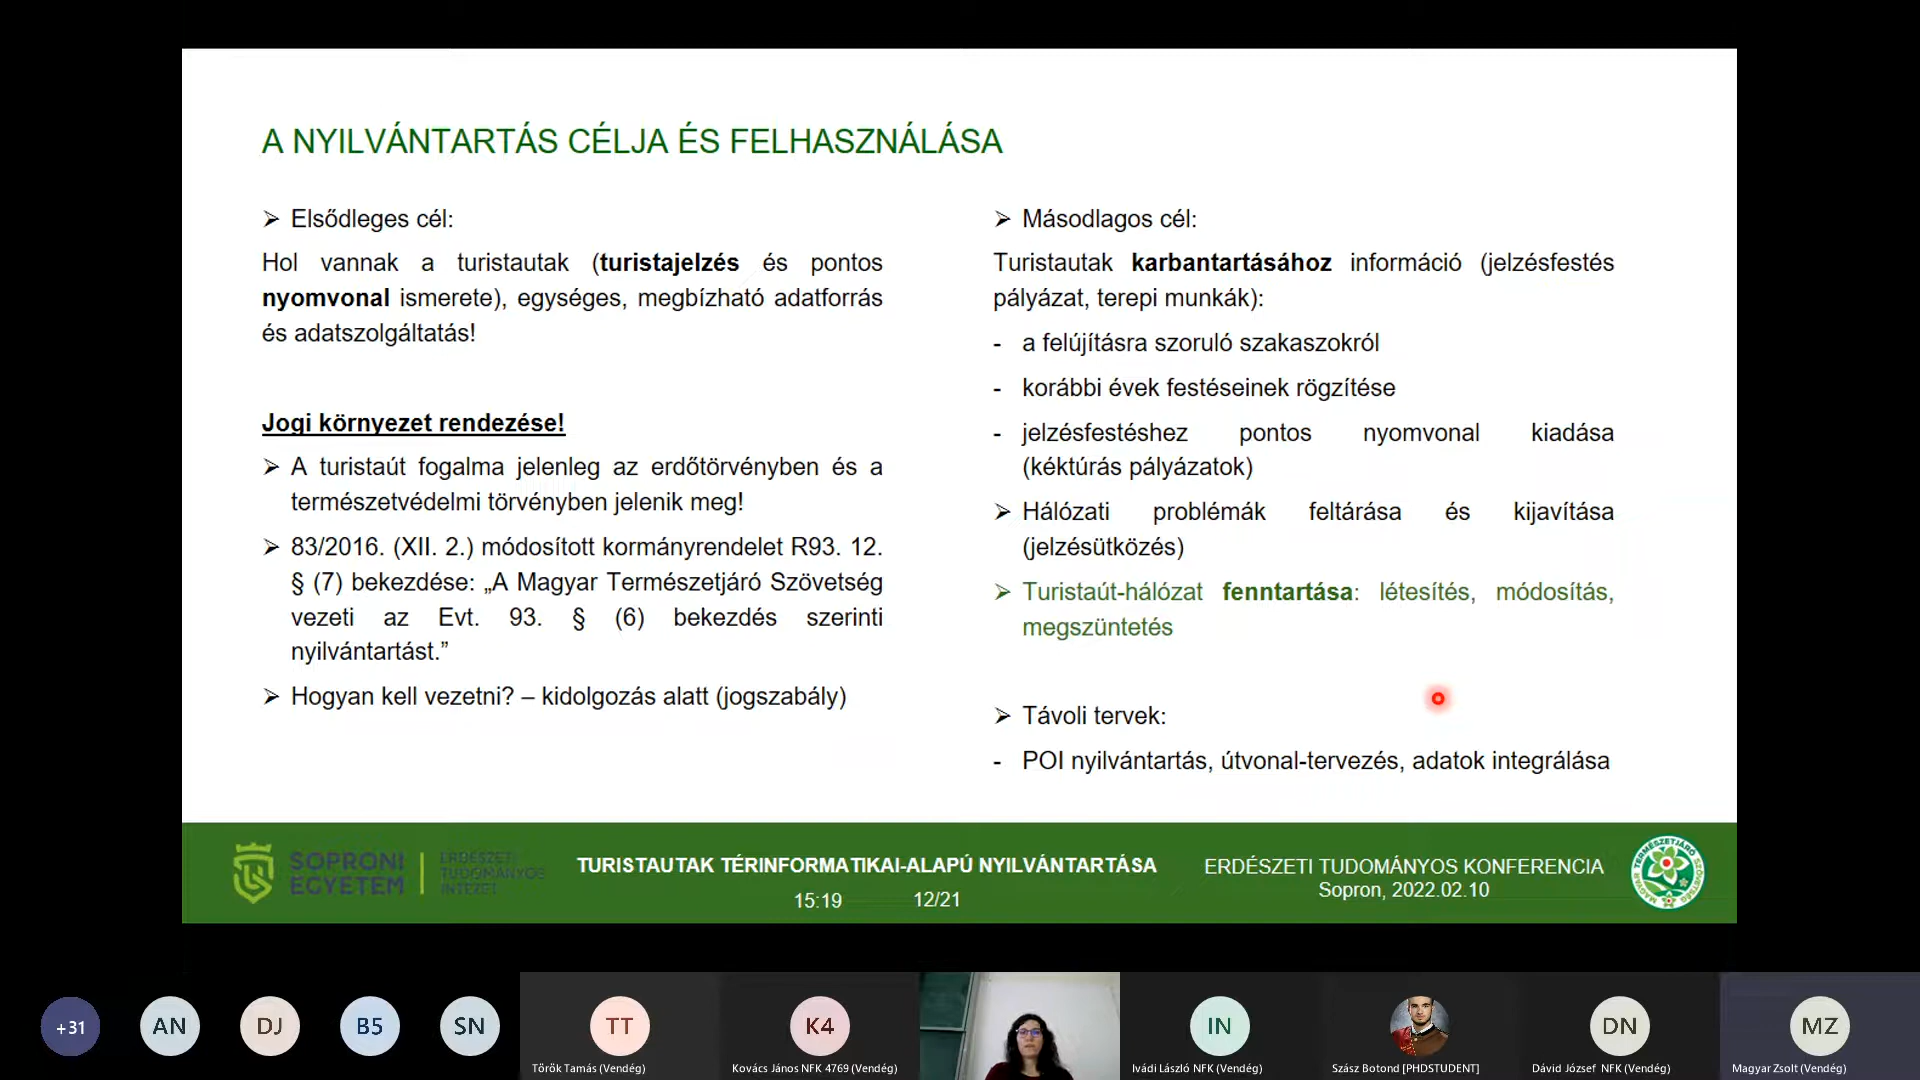 A NYILVÁNTARTÁS CÉLJA ÉS FELHASZNÁLÁSA
➢ Elsődleges cél:
Hol vannak a turistautak (turistajelzés és pontos
nyomvonal ismerete), egységes, megbízható adatforrás
és adatszolgáltatás!
Jogi környezet rendezése!
➢ A turistaút fogalma jelenleg az erdőtörvényben és a
természetvédelmi törvényben jelenik meg!
➢ 83/2016. (XII. 2.) módosított kormányrendelet R93. 12.
§ (7) bekezdése: „A Magyar Természetjáró Szövetség
vezeti az Evt. 93. § (6) bekezdés szerinti
nyilvántartást.”
➢ Hogyan kell vezetni? – kidolgozás alatt (jogszabály)
➢ Másodlagos cél:
Turistautak karbantartásához információ (jelzésfestés
pályázat, terepi munkák):
- a felújításra szoruló szakaszokról
- korábbi évek festéseinek rögzítése
- jelzésfestéshez pontos nyomvonal kiadása
(kéktúrás pályázatok)
➢ Hálózati problémák feltárása és kijavítása
(jelzésütközés)
➢ Turistaút-hálózat fenntartása: létesítés, módosítás,
megszüntetés
➢ Távoli tervek:
- POI nyilvántartás, útvonal-tervezés, adatok integrálása
SOPRONI
EGYETEM
ERDÉSZETI
TUDOMÁNYOS
INTÉZET
TURISTAUTAK TÉRINFORMATIKAI-ALAPÚ NYILVÁNTARTÁSA
15:19 12/21
ERDÉSZETI TUDOMÁNYOS KONFERENCIA
Sopron, 2022.02.10
MAGYAR TERMÉSZETJÁRÓ SZÖVETSÉG
+31
AN
DJ
B5
SN
TT
Török Tamás (Vendég)
K4
Kovács János NFK 4769 (Vendég)
IN
Ivádi László NFK (Vendég)
Szász Botond [PHDSTUDENT]
DN
Dávid József NFK (Vendég)
MZ
Magyar Zsolt (Vendég)